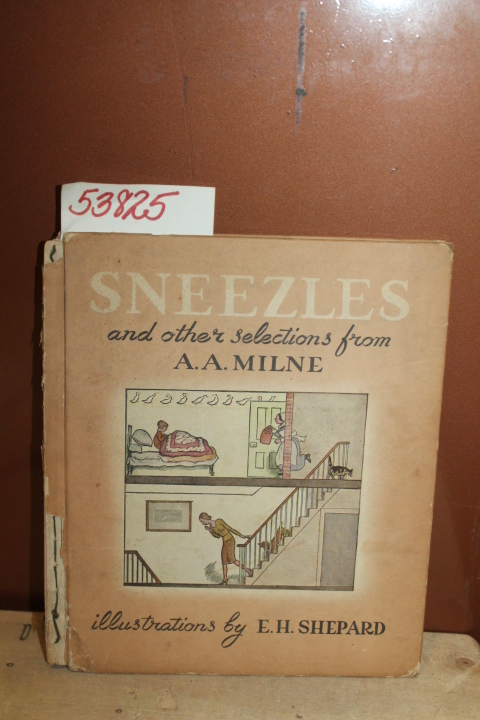 53825
SNEEZLES
and other selections from
A.A. MILNE
illustrations by E.H. SHEPARD